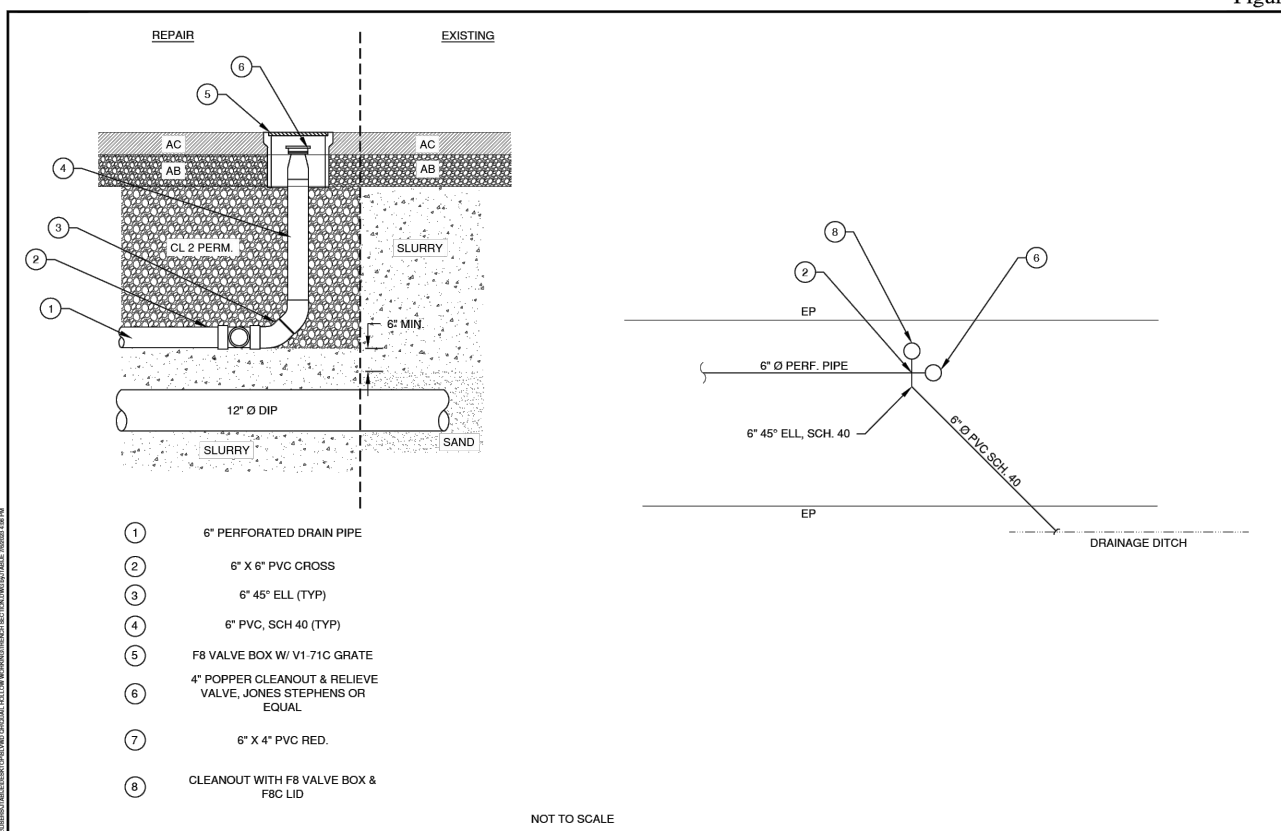 Figur
REPAIR
EXISTING
6
5
AC
AC
AB
AB
4
3
CL 2 PERM.
SLURRY
2
1
6" MIN.
12" Ø DIP
SAND
SLURRY
8
2
6
EP
6" Ø PERF. PIPE
6" 45° ELL, SCH. 40
6" Ø PVC SCH. 40
EP
DRAINAGE DITCH
1 6" PERFORATED DRAIN PIPE
2 6" X 6" PVC CROSS
3 6" 45° ELL (TYP)
4 6" PVC, SCH 40 (TYP)
5 F8 VALVE BOX W/ V1-71C GRATE
6 4" POPPER CLEANOUT & RELIEVE
VALVE, JONES STEPHENS OR
EQUAL
7 6" X 4" PVC RED.
8 CLEANOUT WITH F8 VALVE BOX &
F8C LID
NOT TO SCALE